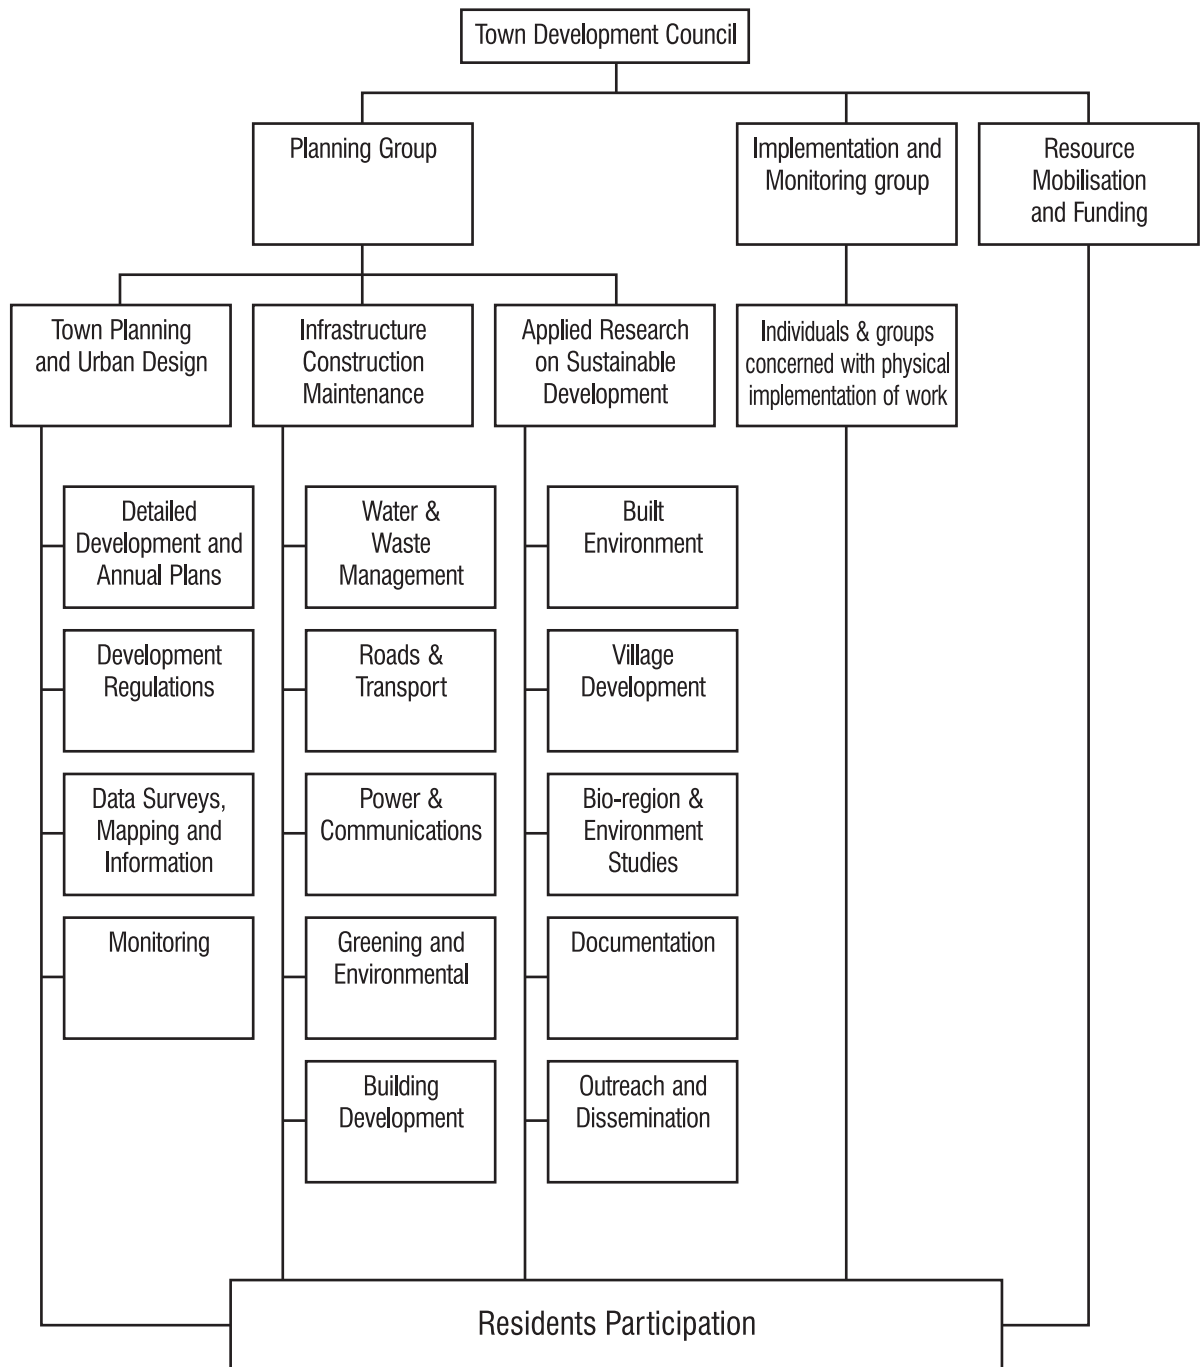 Town Development Council
Planning Group
Implementation and
Monitoring group
Resource
Mobilisation
and Funding
Town Planning
and Urban Design
Infrastructure
Construction
Maintenance
Applied Research
on Sustainable
Development
Individuals & groups
concerned with physical
implementation of work
Detailed
Development and
Annual Plans
Development
Regulations
Data Surveys,
Mapping and
Information
Monitoring
Water &
Waste
Management
Roads &
Transport
Power &
Communications
Greening and
Environmental
Building
Development
Built
Environment
Village
Development
Bio-region &
Environment
Studies
Documentation
Outreach and
Dissemination
Residents Participation